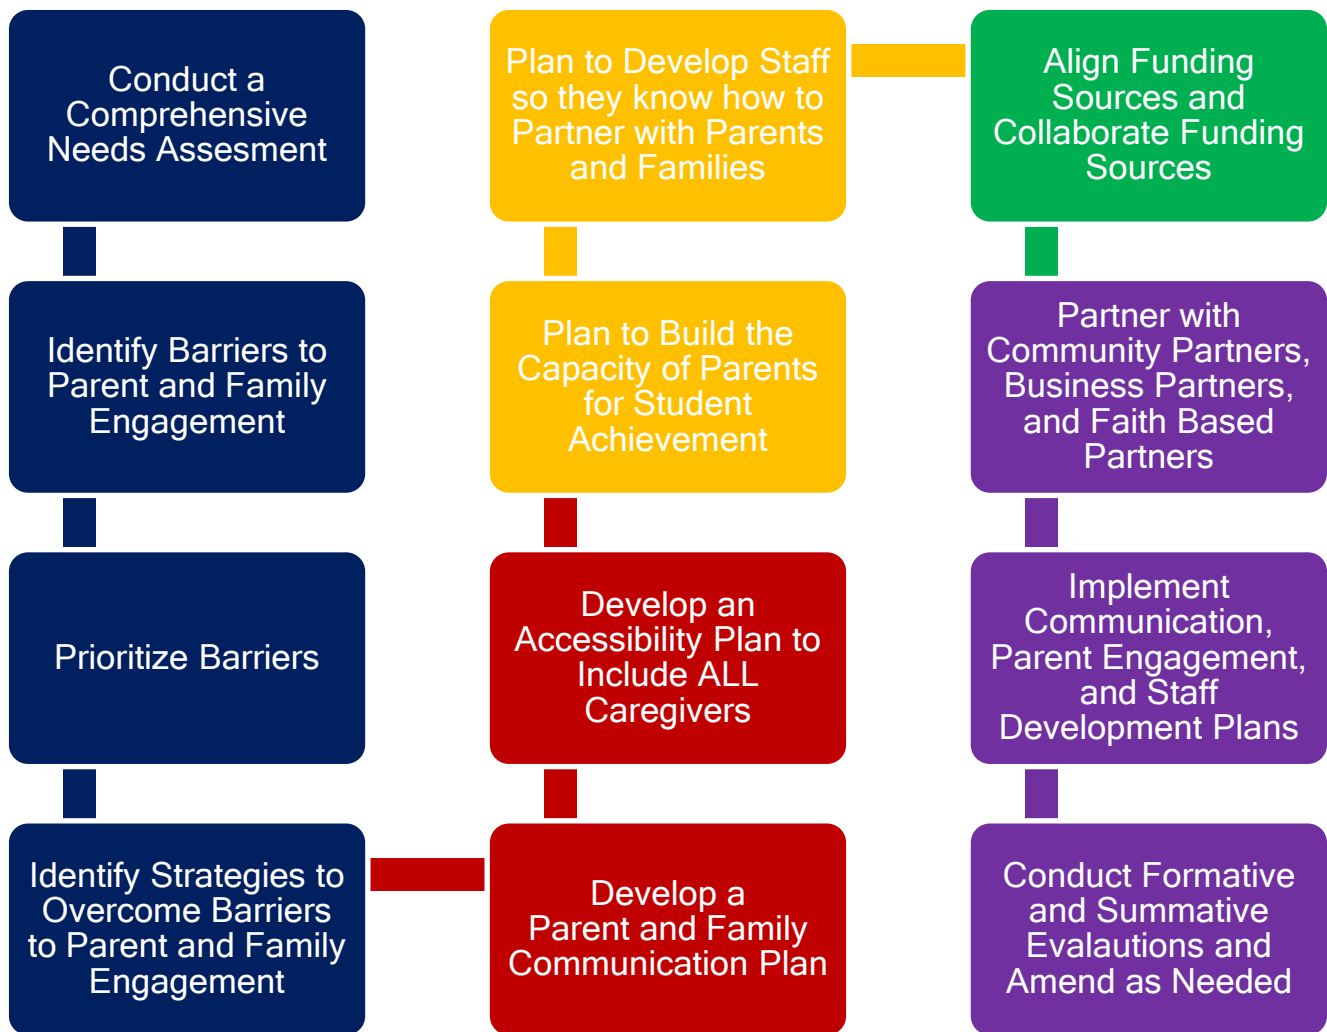 Conduct a
Comprehensive
Needs Assesment
Identify Barriers to
Parent and Family
Engagement
Prioritize Barriers
Identify Strategies to
Overcome Barriers
to Parent and Family
Engagement
Develop a
Parent and Family
Communication Plan
Develop an
Accessibility Plan to
Include ALL
Caregivers
Plan to Build the
Capacity of Parents
for Student
Achievement
Plan to Develop Staff
so they know how to
Partner with Parents
and Families
Align Funding
Sources and
Collaborate Funding
Sources
Partner with
Community Partners,
Business Partners,
and Faith Based
Partners
Implement
Communication,
Parent Engagement,
and Staff
Development Plans
Conduct Formative
and Summative
Evalautions and
Amend as Needed